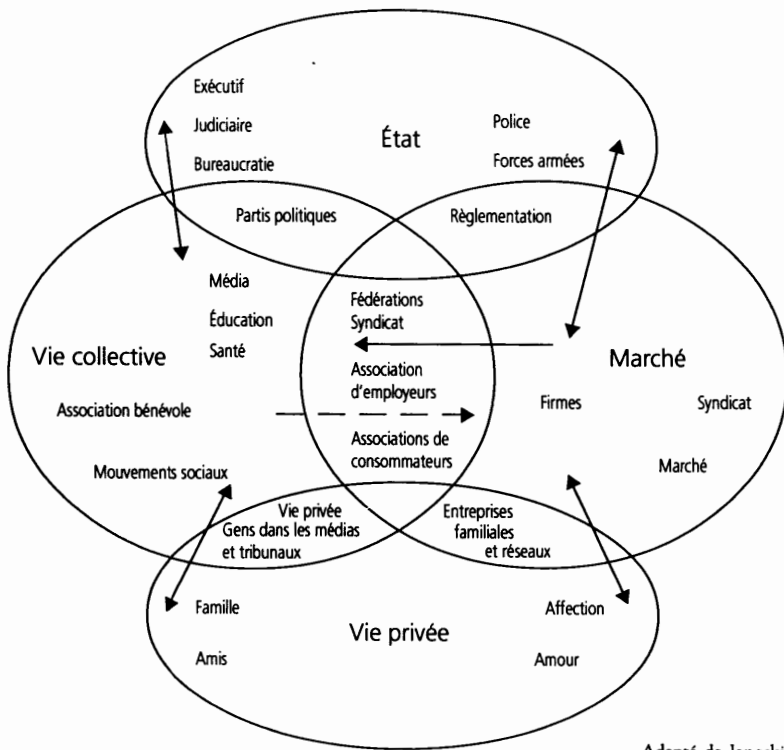 Exécutif
Judiciaire
Bureaucratie
État
Police
Forces armées
Partis politiques
Règlementation
Média
Éducation
Santé
Vie collective
Association bénévole
Mouvements sociaux
Fédérations
Syndicat
Association
d'employeurs
Associations de
consommateurs
Marché
Firmes
Syndicat
Marché
Vie privée
Gens dans les médias
et tribunaux
Entreprises
familiales
et réseaux
Famille
Amis
Vie privée
Affection
Amour